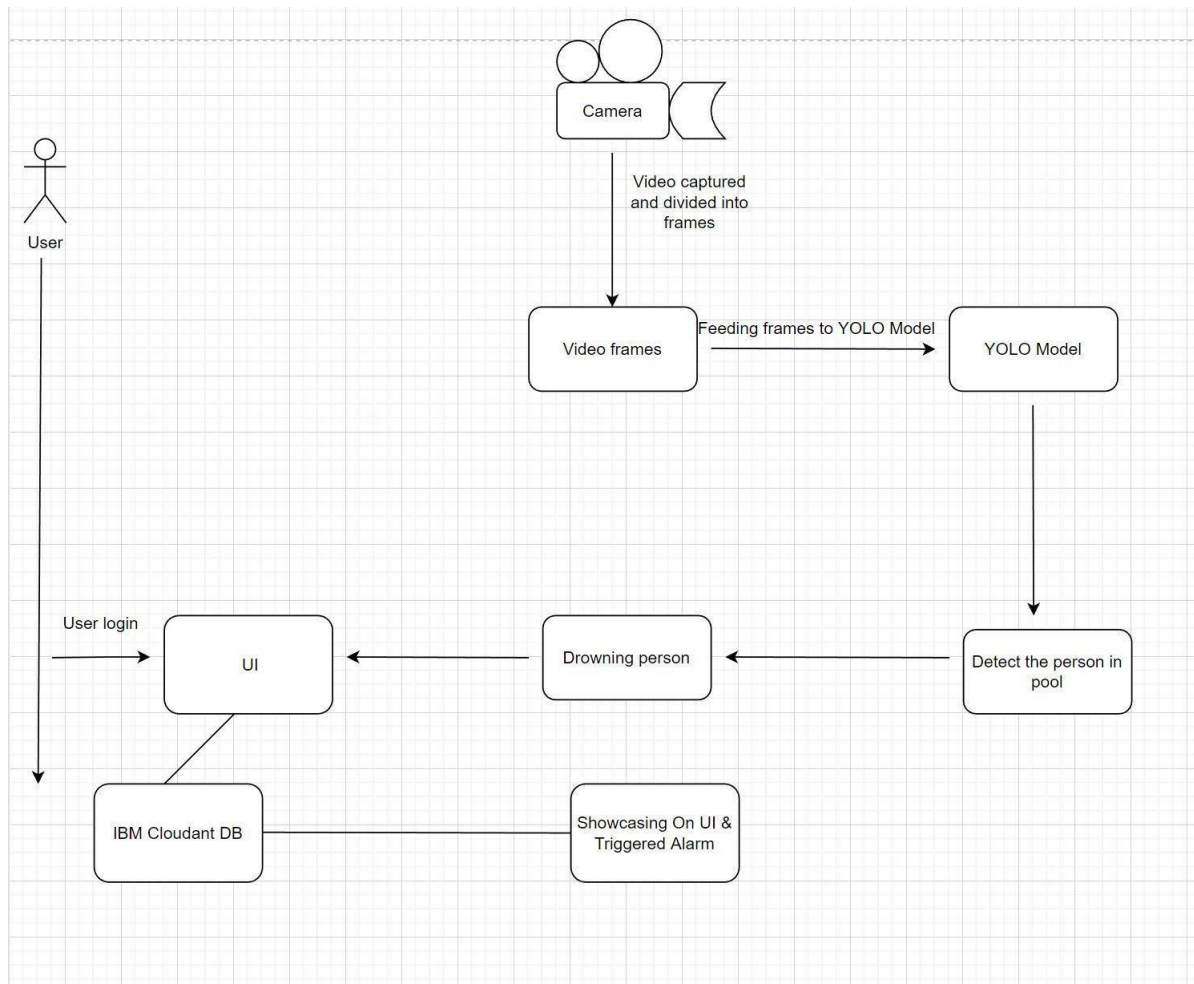 Camera
Video captured
and divided into
frames
User
Video frames
Feeding frames to YOLO Model
YOLO Model
User login
UI
Drowning person
Detect the person in
pool
IBM Cloudant DB
Showcasing On UI &
Triggered Alarm